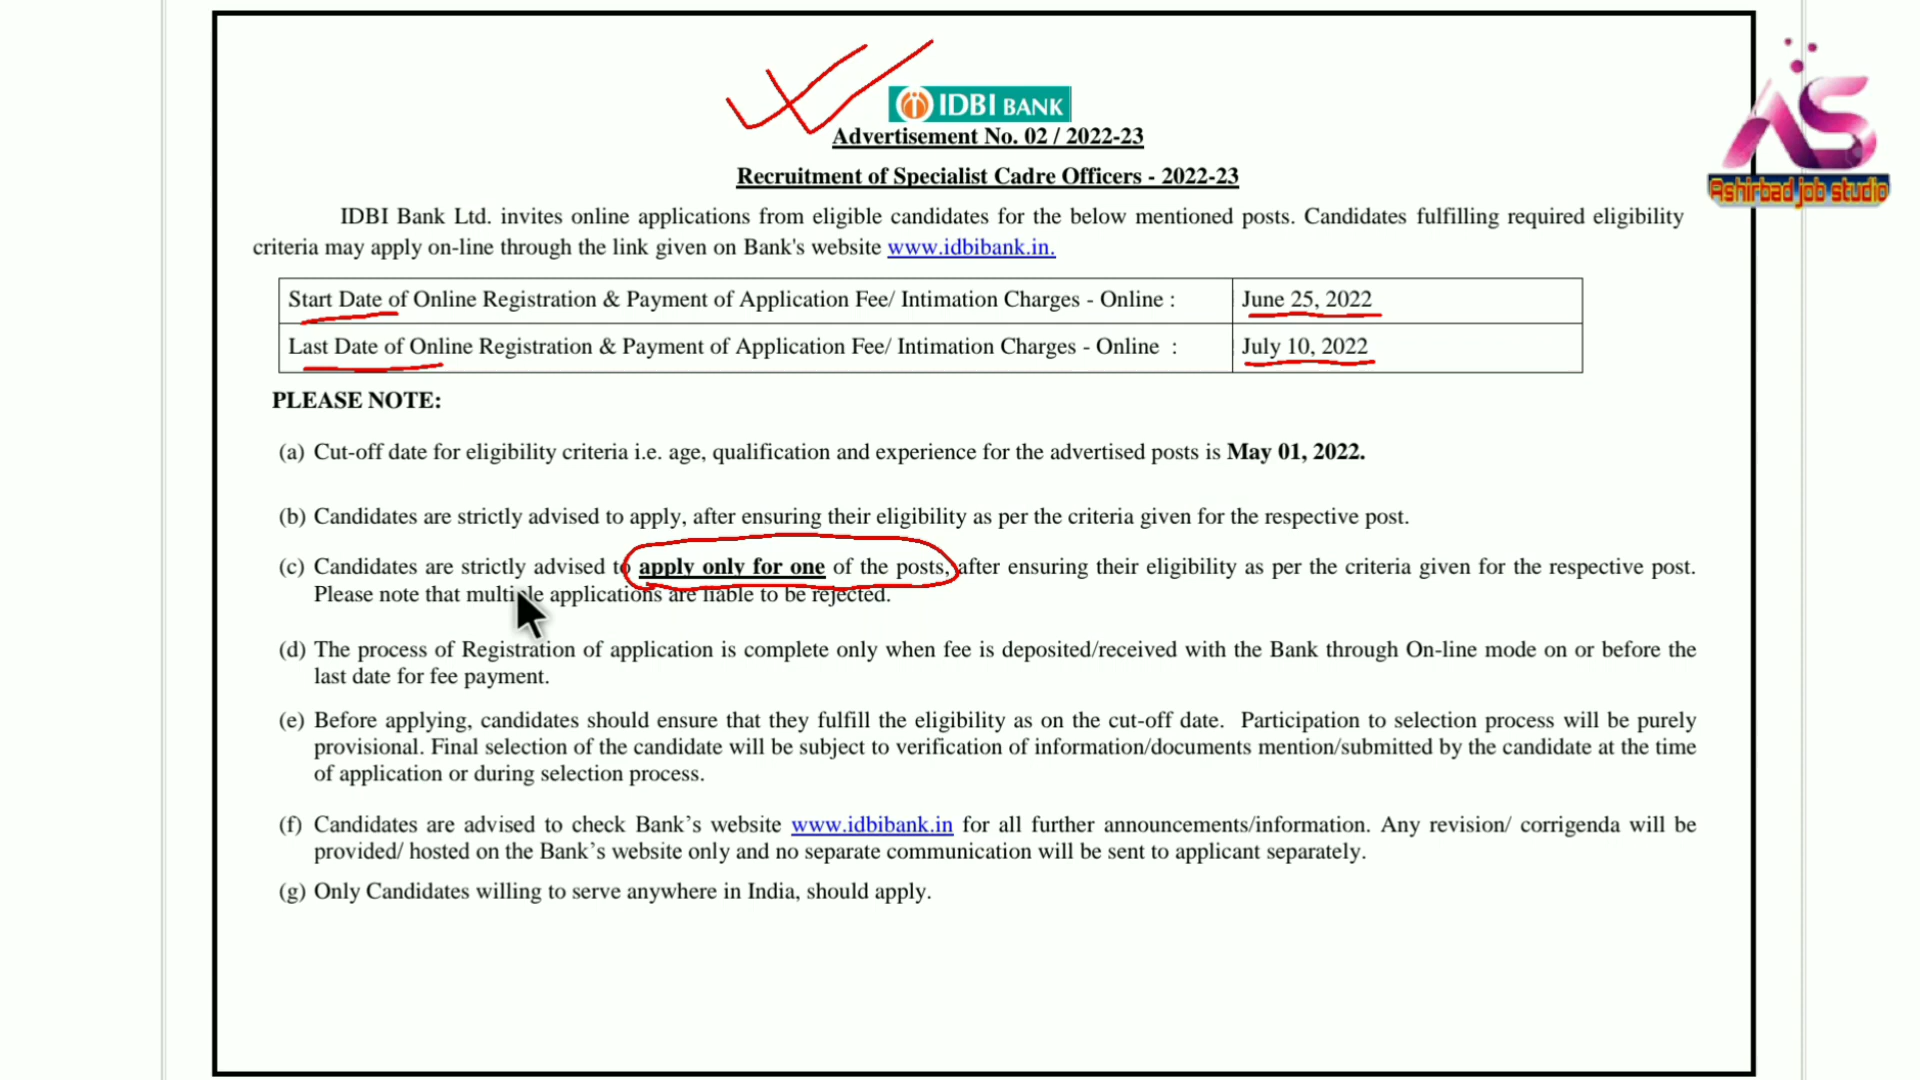 IDBI BANK
Advertisement No. 02 / 2022-23
Recruitment of Specialist Cadre Officers - 2022-23
IDBI Bank Ltd. invites online applications from eligible candidates for the below mentioned posts. Candidates fulfilling required eligibility
criteria may apply on-line through the link given on Bank's website www.idbibank.in.
Start Date of Online Registration & Payment of Application Fee/ Intimation Charges - Online : June 25, 2022
Last Date of Online Registration & Payment of Application Fee/ Intimation Charges - Online : July 10, 2022
PLEASE NOTE:
(a) Cut-off date for eligibility criteria i.e. age, qualification and experience for the advertised posts is May 01, 2022.
(b) Candidates are strictly advised to apply, after ensuring their eligibility as per the criteria given for the respective post.
(c) Candidates are strictly advised to apply only for one of the posts, after ensuring their eligibility as per the criteria given for the respective post.
Please note that multiple applications are liable to be rejected.
(d) The process of Registration of application is complete only when fee is deposited/received with the Bank through On-line mode on or before the
last date for fee payment.
(e) Before applying, candidates should ensure that they fulfill the eligibility as on the cut-off date. Participation to selection process will be purely
provisional. Final selection of the candidate will be subject to verification of information/documents mention/submitted by the candidate at the time
of application or during selection process.
(f) Candidates are advised to check Bank’s website www.idbibank.in for all further announcements/information. Any revision/ corrigenda will be
provided/ hosted on the Bank’s website only and no separate communication will be sent to applicant separately.
(g) Only Candidates willing to serve anywhere in India, should apply.
AS
Ashirbad job studio